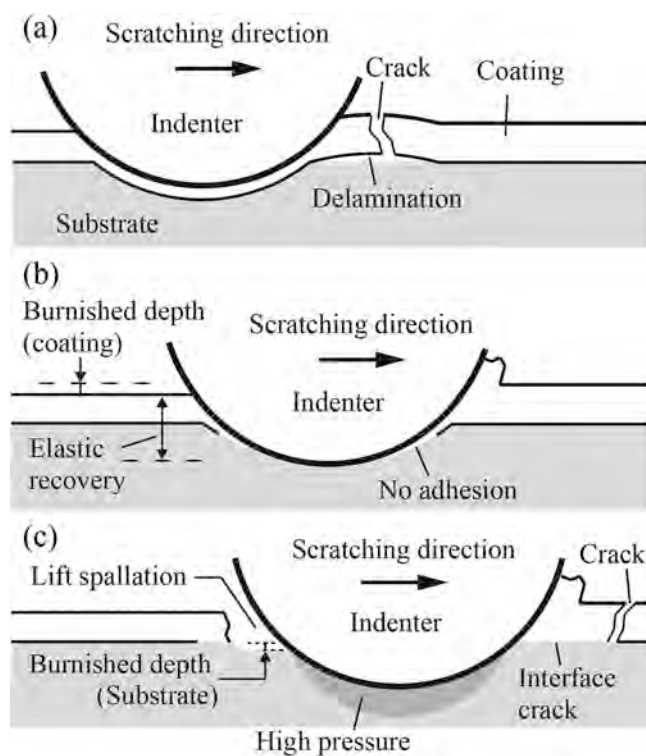 (a)
Scratching direction
Crack
Coating
Indenter
Delamination
Substrate
(b)
Burnished depth
(coating)
Scratching direction
Indenter
Elastic
recovery
No adhesion
(c)
Scratching direction
Crack
Lift spallation
Indenter
Burnished depth
(Substrate)
Interface
crack
High pressure